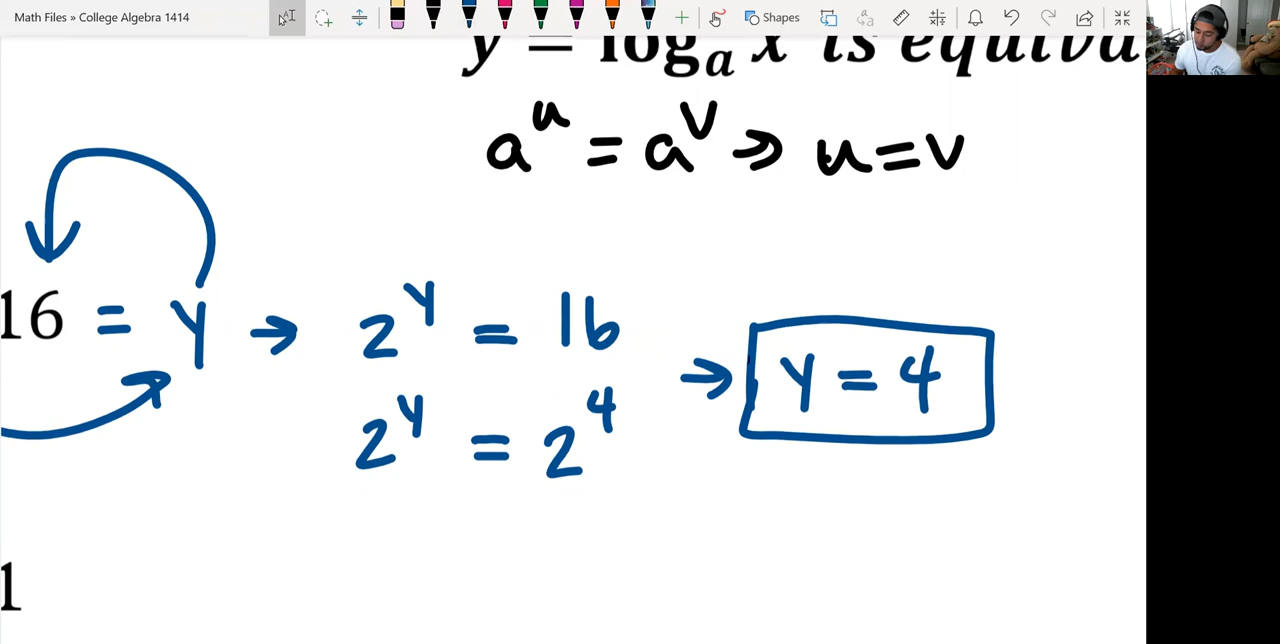 Math Files » College Algebra 1414
Shapes
y = logₐ x is equiva
aᵘ = aⱽ → u = v
16 = y → 2ʸ = 16
2ʸ = 2⁴ → y = 4
1